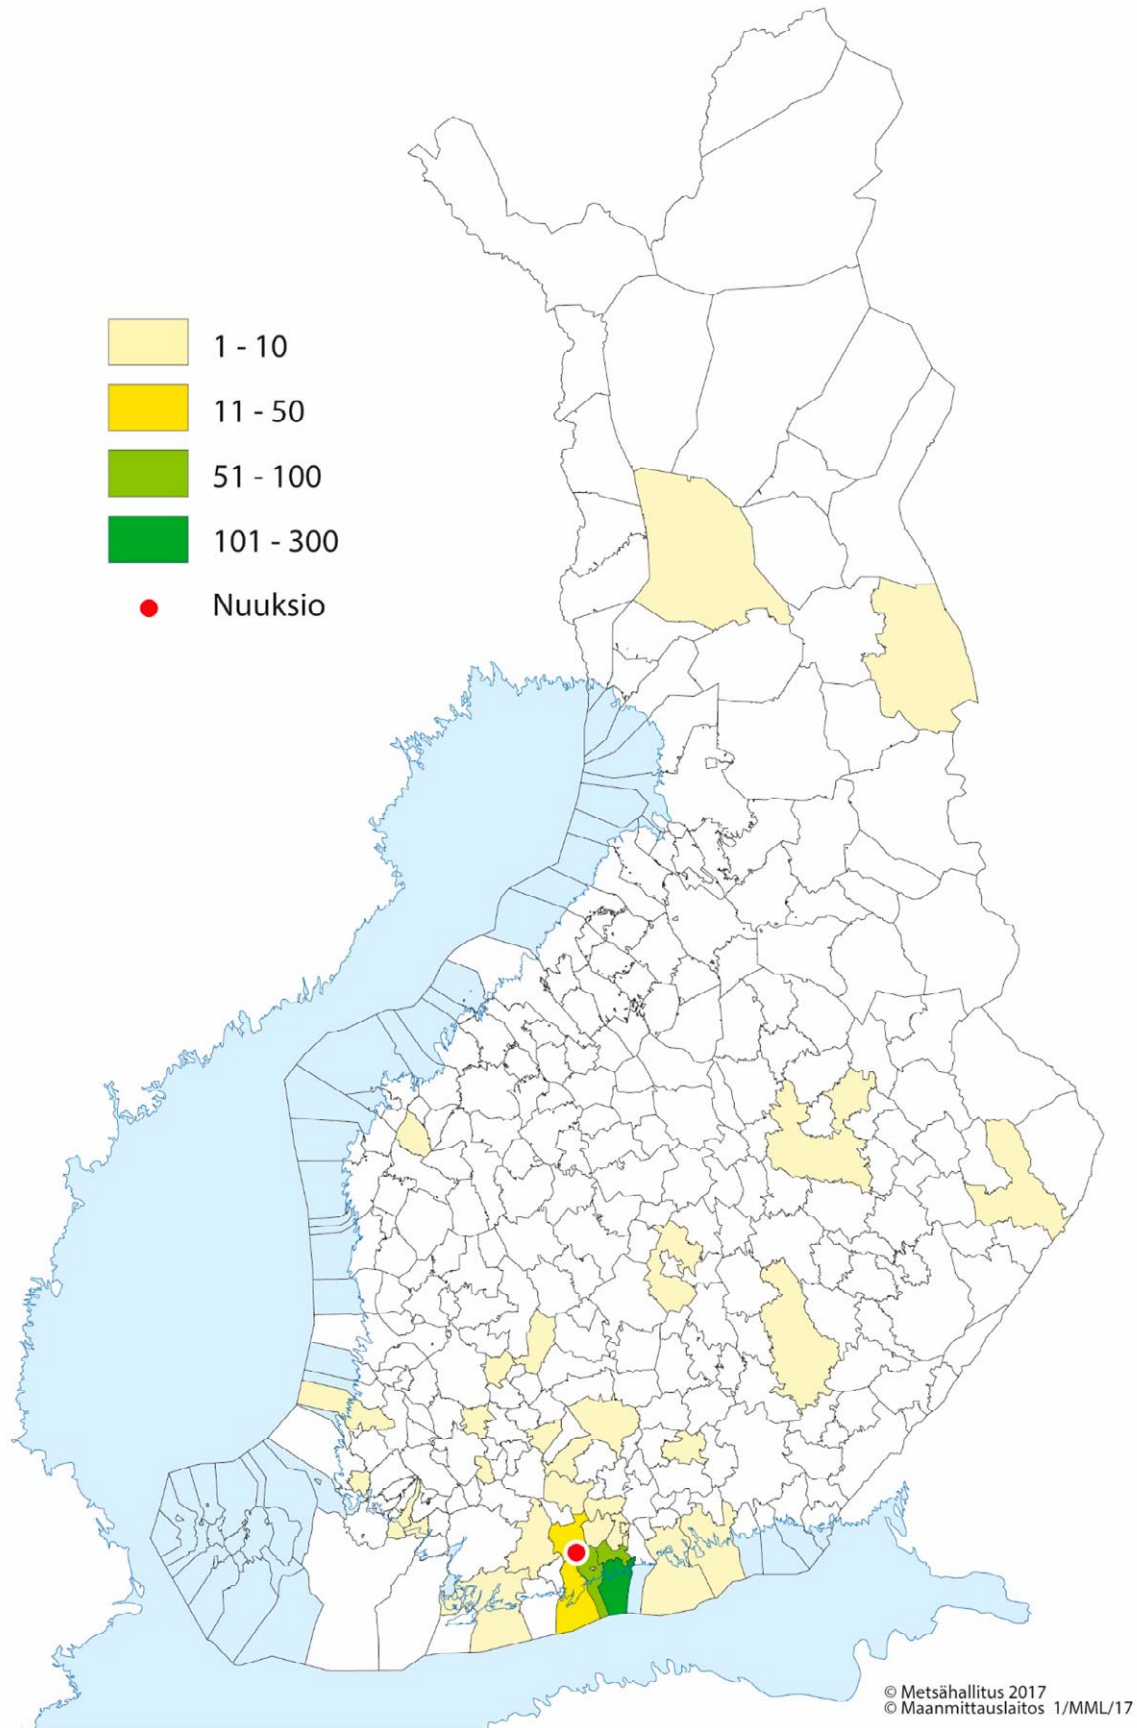 1 - 10
11 - 50
51 - 100
101 - 300
Nuuksio
© Metsähallitus 2017
© Maanmittauslaitos 1/MML/17